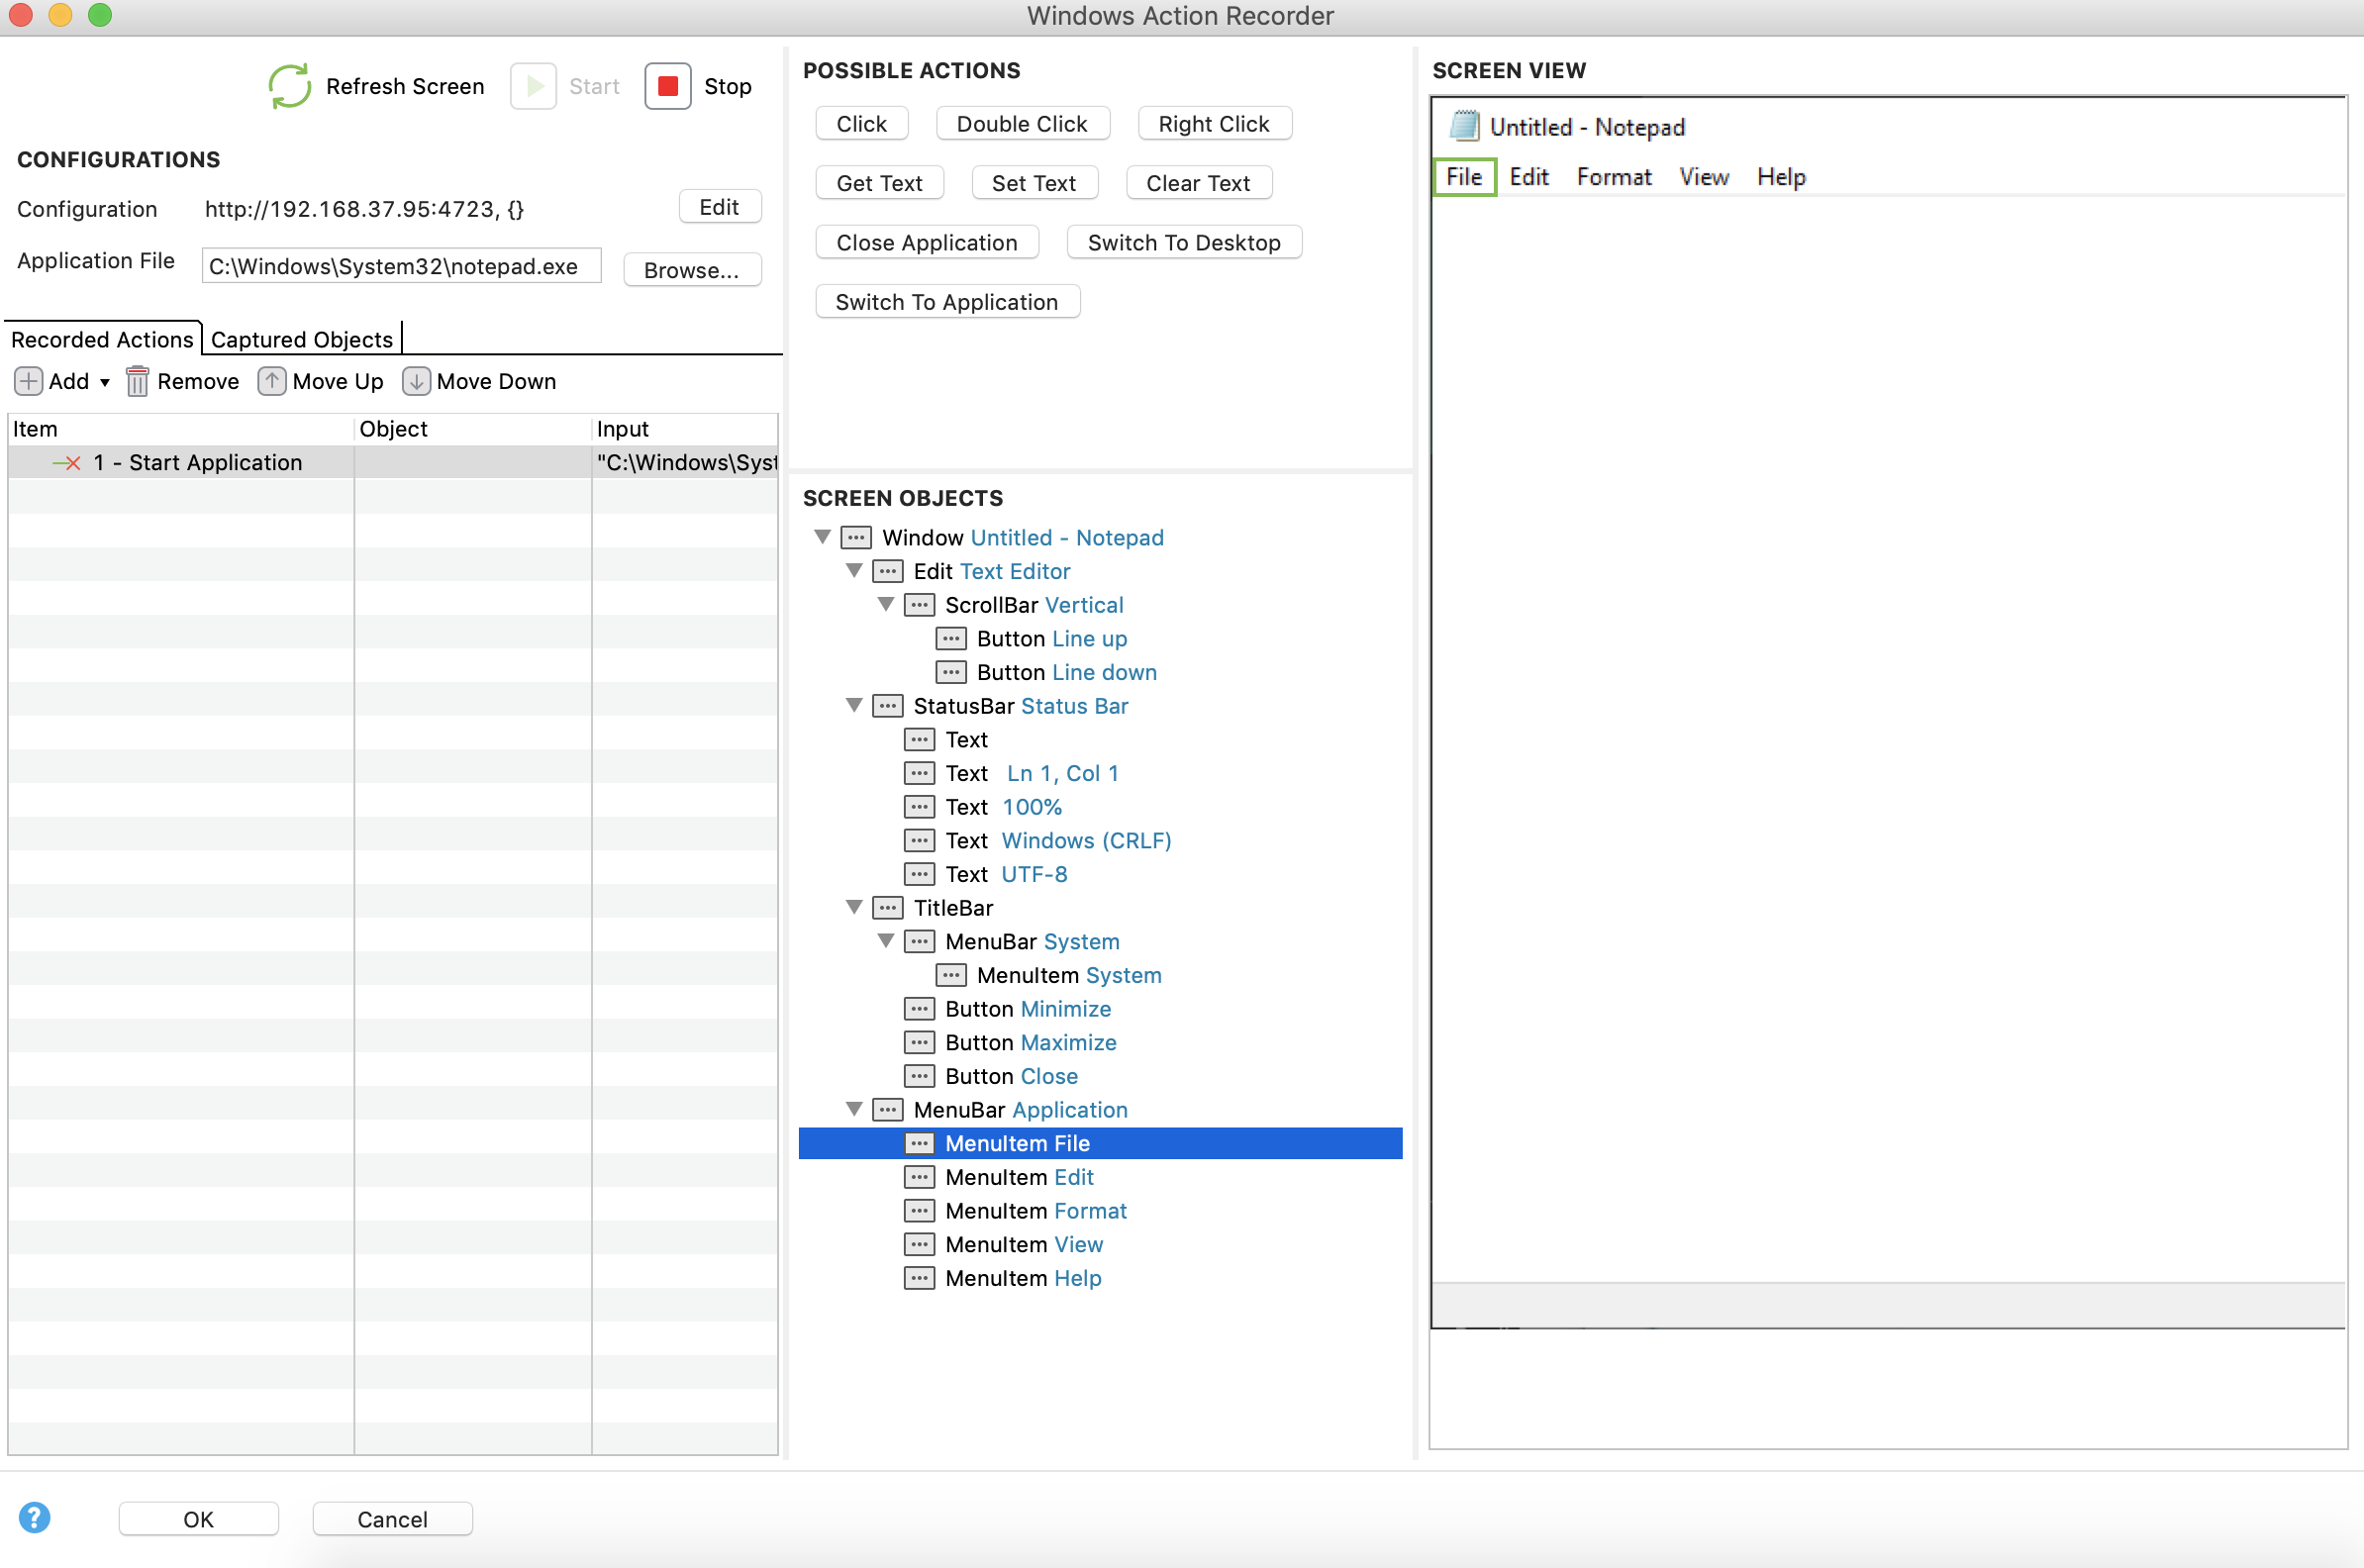 Windows Action Recorder
Refresh Screen
Start
Stop
CONFIGURATIONS
Configuration http://192.168.37.95:4723, {} Edit
Application File C:\Windows\System32\notepad.exe Browse...
Recorded Actions Captured Objects
Add Remove Move Up Move Down
Item Object Input
1 - Start Application "C:\Windows\Syst
POSSIBLE ACTIONS
Click Double Click Right Click
Get Text Set Text Clear Text
Close Application Switch To Desktop
Switch To Application
SCREEN OBJECTS
Window Untitled - Notepad
Edit Text Editor
ScrollBar Vertical
Button Line up
Button Line down
StatusBar Status Bar
Text
Text Ln 1, Col 1
Text 100%
Text Windows (CRLF)
Text UTF-8
TitleBar
MenuBar System
MenuItem System
Button Minimize
Button Maximize
Button Close
MenuBar Application
MenuItem File
MenuItem Edit
MenuItem Format
MenuItem View
MenuItem Help
SCREEN VIEW
Untitled - Notepad
File Edit Format View Help
? OK Cancel